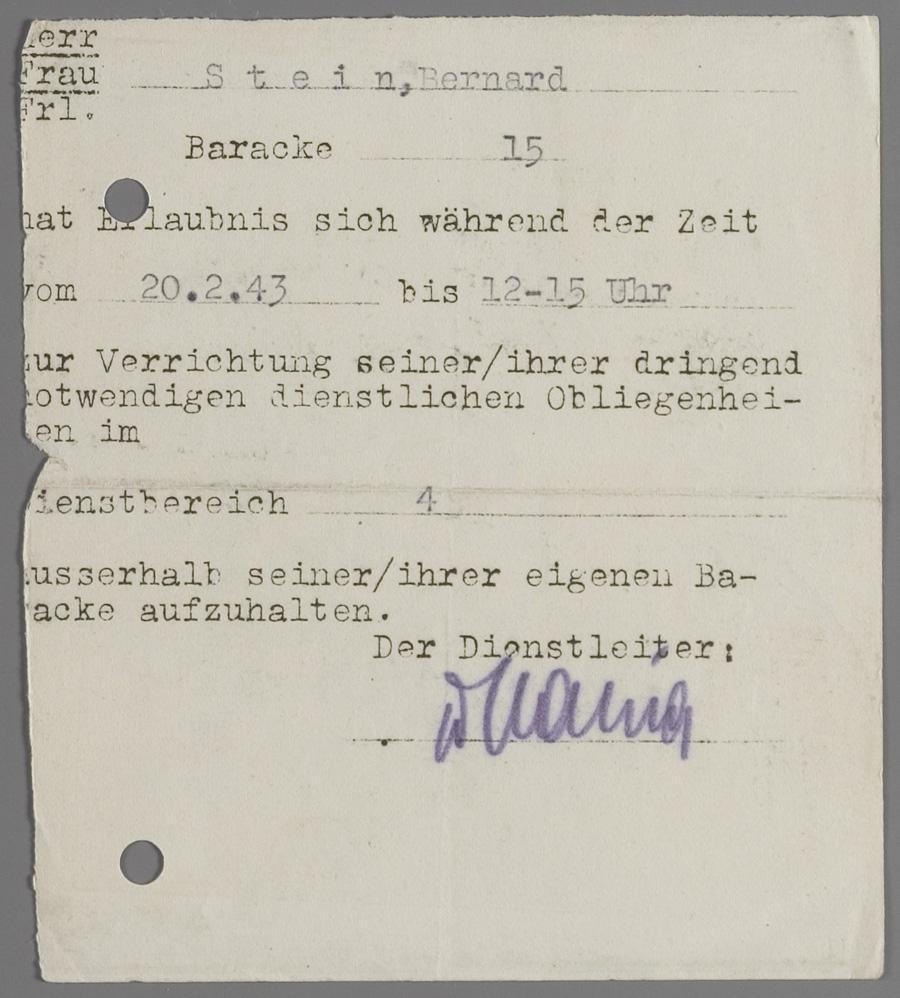 Herr
Frau S t e i n, Bernard
Frl.
Baracke 15
hat Erlaubnis sich während der Zeit
vom 20.2.43 bis 12-15 Uhr
zur Verrichtung seiner/ihrer dringend
notwendigen dienstlichen Obliegenhei-
ten im
Dienstbereich 4
ausserhalb seiner/ihrer eigenen Ba-
racke aufzuhalten.
Der Dienstleiter: